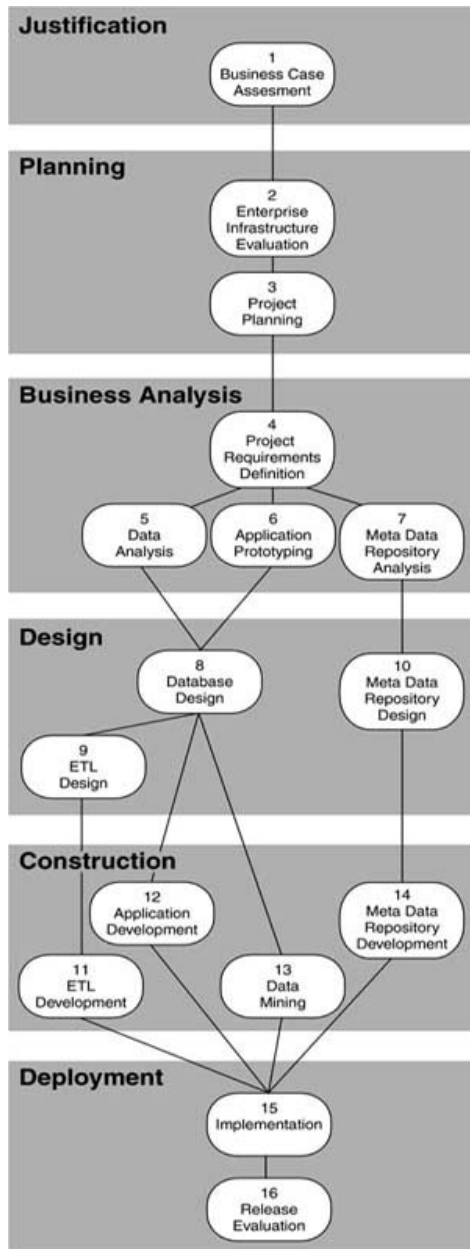 Justification
1
Business Case
Assesment
Planning
2
Enterprise
Infrastructure
Evaluation
3
Project
Planning
Business Analysis
4
Project
Requirements
Definition
5
Data
Analysis
6
Application
Prototyping
7
Meta Data
Repository
Analysis
Design
8
Database
Design
10
Meta Data
Repository
Design
9
ETL
Design
Construction
12
Application
Development
14
Meta Data
Repository
Development
11
ETL
Development
13
Data
Mining
Deployment
15
Implementation
16
Release
Evaluation